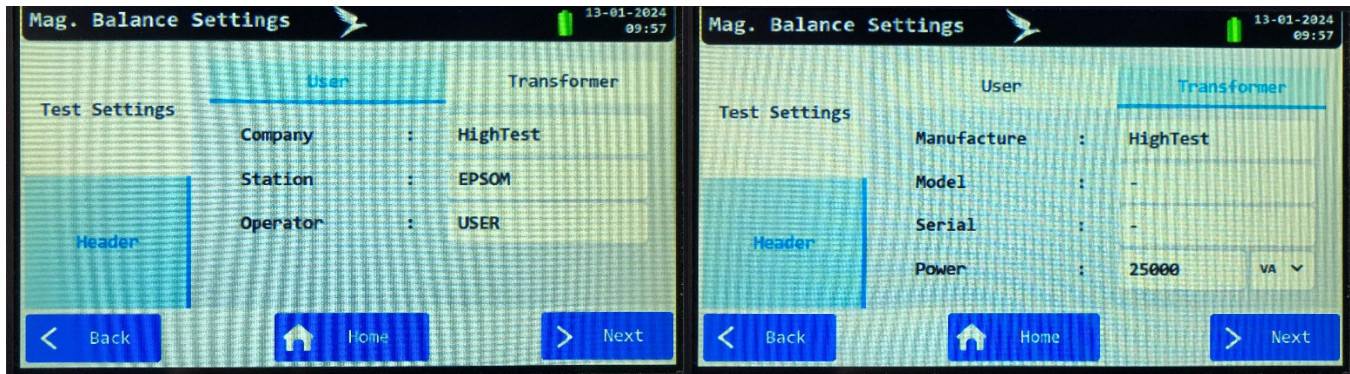 Mag. Balance Settings 13-01-2024
09:57
User Transformer
Test Settings
Company : HighTest
Station : EPSOM
Operator : USER
Header
Back Home Next
Mag. Balance Settings 13-01-2024
09:57
User Transformer
Test Settings
Manufacture : HighTest
Model : -
Serial : -
Header
Power : 25000 VA
Back Home Next